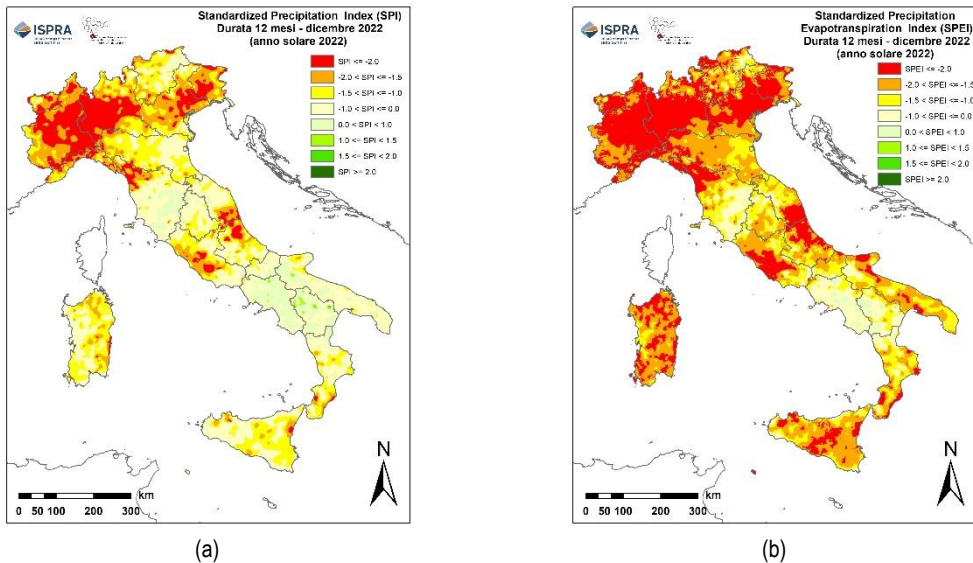 ISPRA
Standardized Precipitation Index (SPI)
Durata 12 mesi - dicembre 2022
(anno solare 2022)
SPI <= -2.0
-2.0 < SPI <= -1.5
-1.5 < SPI <= -1.0
-1.0 < SPI <= 0.0
0.0 < SPI < 1.0
1.0 <= SPI < 1.5
1.5 <= SPI < 2.0
SPI >= 2.0
N
km
0 50 100 200 300
(a)
ISPRA
Standardized Precipitation
Evapotranspiration Index (SPEI)
Durata 12 mesi - dicembre 2022
(anno solare 2022)
SPEI <= -2.0
-2.0 < SPEI <= -1.5
-1.5 < SPEI <= -1.0
-1.0 < SPEI <= 0.0
0.0 < SPEI < 1.0
1.0 <= SPEI < 1.5
1.5 <= SPEI < 2.0
SPEI >= 2.0
N
km
0 50 100 200 300
(b)